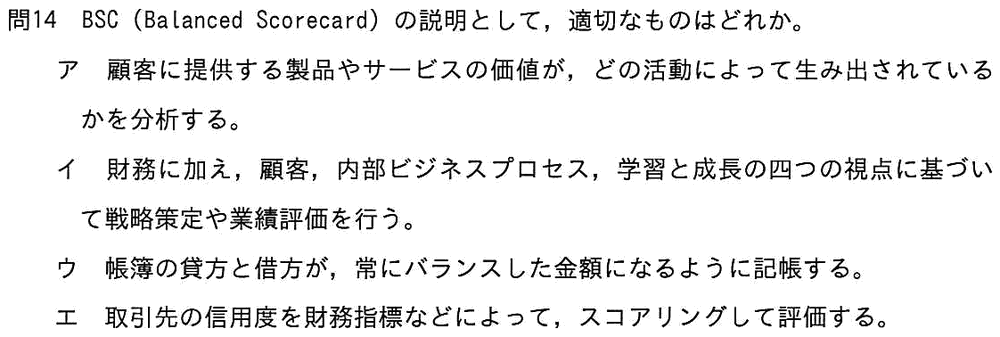 問14 BSC（Balanced Scorecard）の説明として，適切なものはどれか。
ア 顧客に提供する製品やサービスの価値が，どの活動によって生み出されている
かを分析する。
イ 財務に加え，顧客，内部ビジネスプロセス，学習と成長の四つの視点に基づい
て戦略策定や業績評価を行う。
ウ 帳簿の貸方と借方が，常にバランスした金額になるように記帳する。
エ 取引先の信用度を財務指標などによって，スコアリングして評価する。